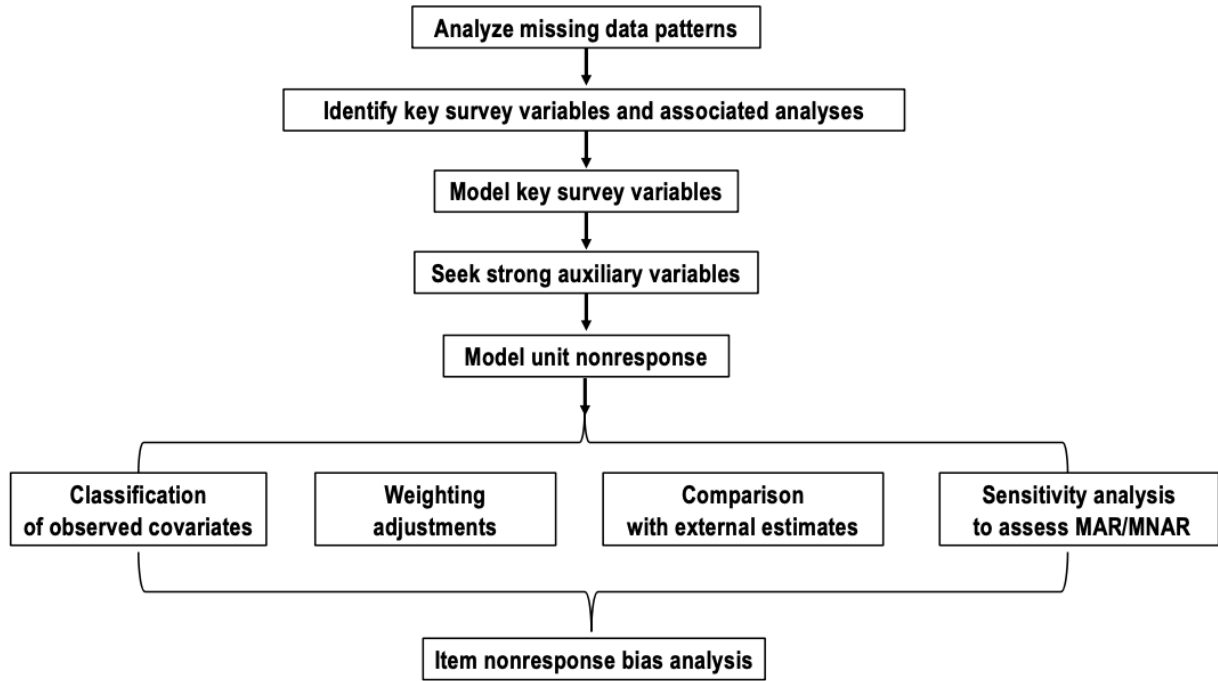 Analyze missing data patterns
Identify key survey variables and associated analyses
Model key survey variables
Seek strong auxiliary variables
Model unit nonresponse
Classification
of observed covariates
Weighting
adjustments
Comparison
with external estimates
Sensitivity analysis
to assess MAR/MNAR
Item nonresponse bias analysis